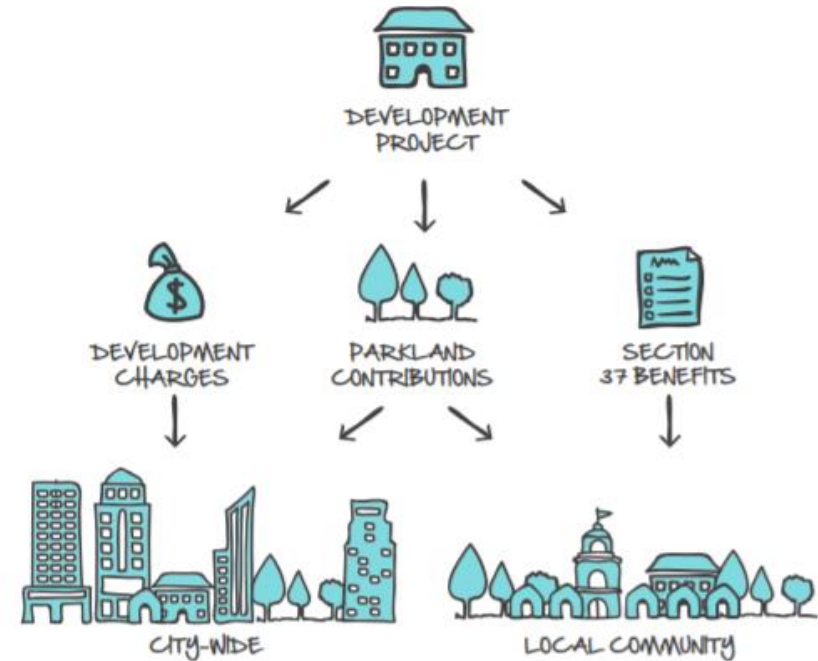 DEVELOPMENT
PROJECT
$
DEVELOPMENT
CHARGES
PARKLAND
CONTRIBUTIONS
SECTION
37 BENEFITS
CITY-WIDE
LOCAL COMMUNITY